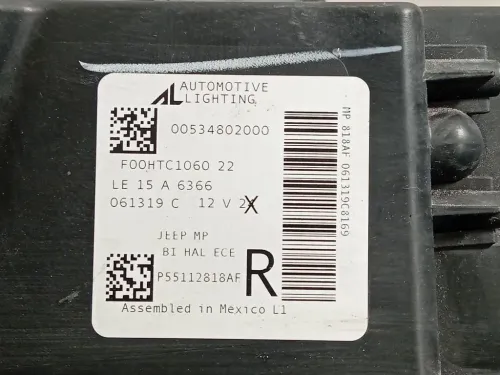 AL AUTOMOTIVE
LIGHTING
00534802000
F00HTC1060 22
LE 15 A 6366
061319 C 12 V 2X
JEEP MP
BI HAL ECE
P55112818AF R
Assembled in Mexico L1
MP 818AF 061319C8169